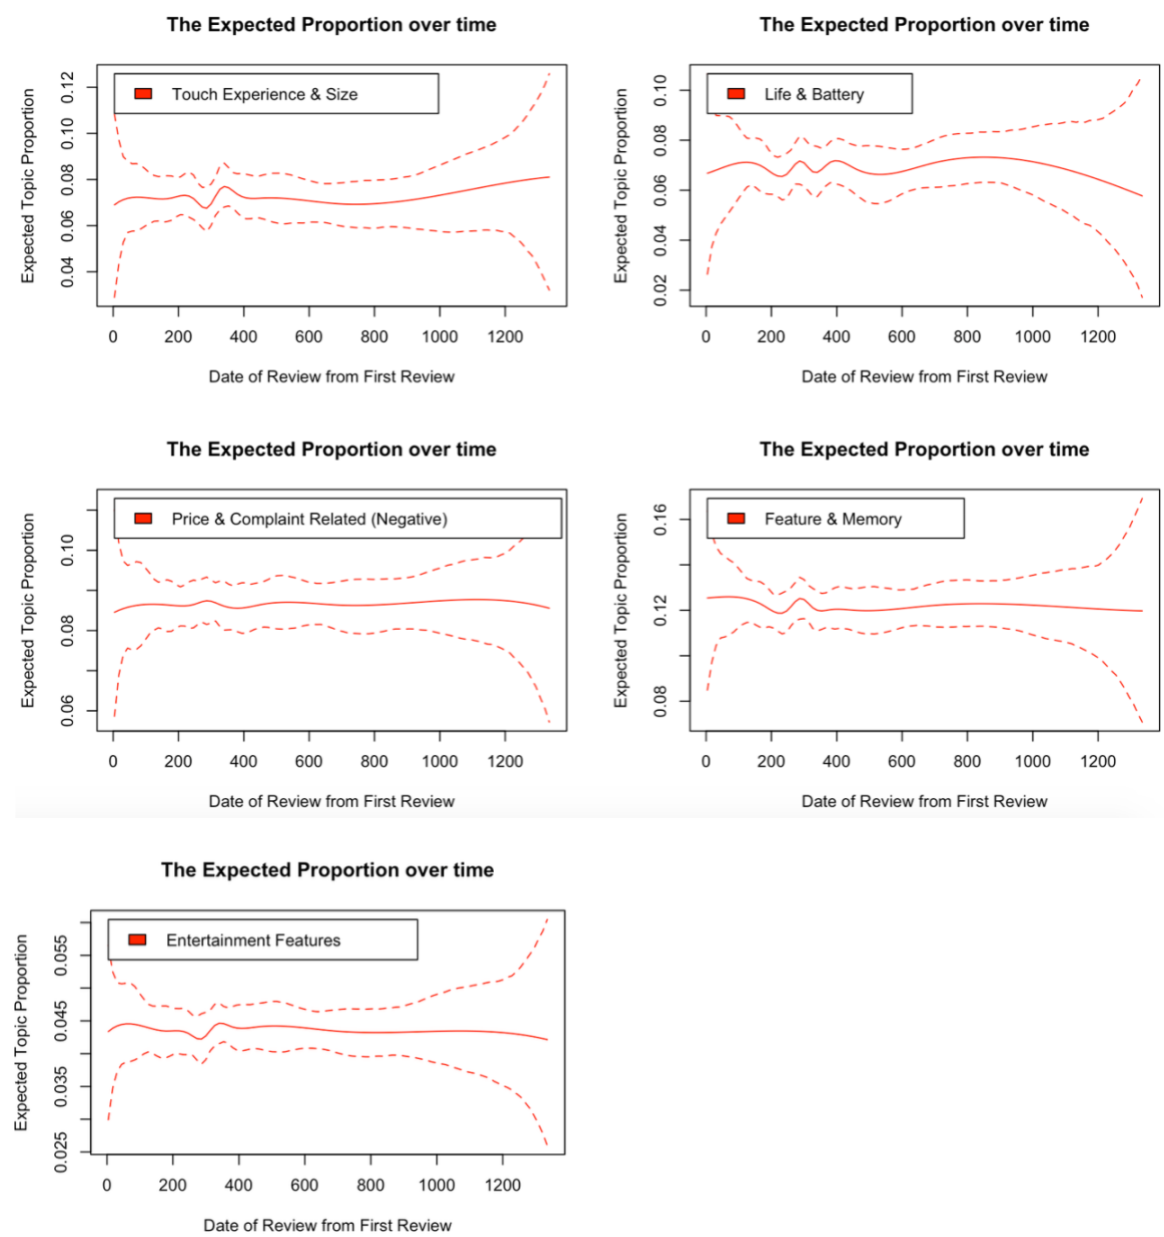 The Expected Proportion over time
Touch Experience & Size
Expected Topic Proportion
0.04 0.06 0.08 0.10 0.12
0 200 400 600 800 1000 1200
Date of Review from First Review
The Expected Proportion over time
Life & Battery
Expected Topic Proportion
0.02 0.04 0.06 0.08 0.10
0 200 400 600 800 1000 1200
Date of Review from First Review
The Expected Proportion over time
Price & Complaint Related (Negative)
Expected Topic Proportion
0.06 0.08 0.10
0 200 400 600 800 1000 1200
Date of Review from First Review
The Expected Proportion over time
Feature & Memory
Expected Topic Proportion
0.08 0.12 0.16
0 200 400 600 800 1000 1200
Date of Review from First Review
The Expected Proportion over time
Entertainment Features
Expected Topic Proportion
0.025 0.035 0.045 0.055
0 200 400 600 800 1000 1200
Date of Review from First Review